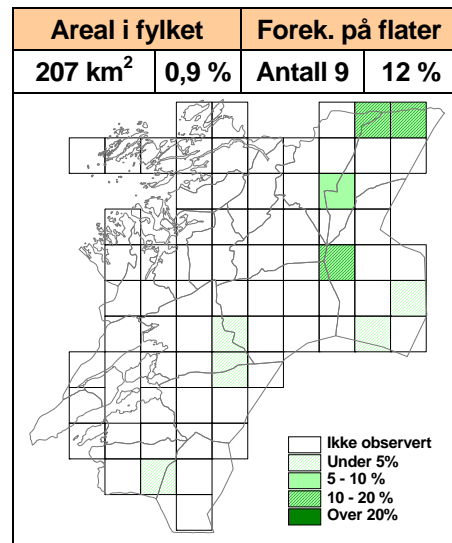 Areal i fylket Forek. på flater
207 km² 0,9 % Antall 9 12 %
Ikke observert
Under 5%
5 - 10 %
10 - 20 %
Over 20%